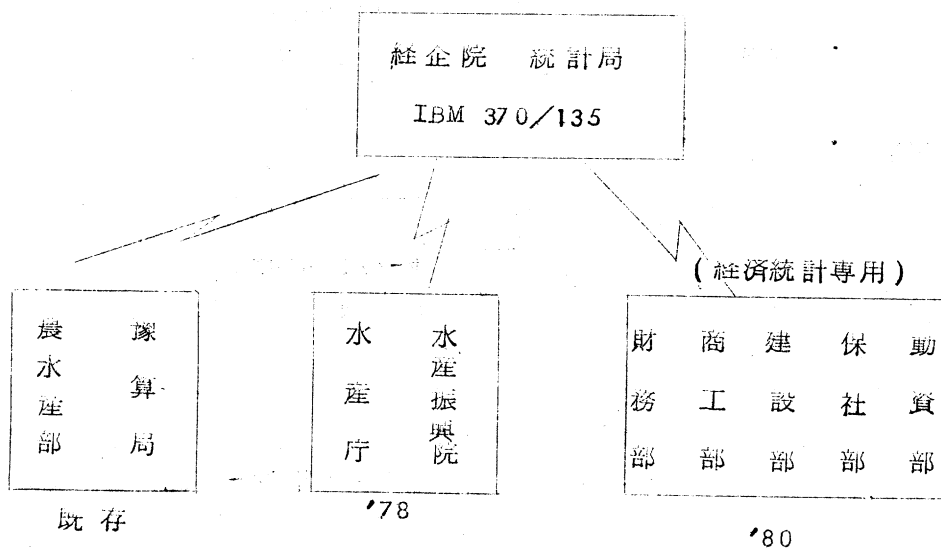 経企院 統計局
IBM 370/135
(経済統計専用)
農水産部
豫算局
水産庁
水産振興院
財務部
商工部
建設部
保社部
動資部
既存
'78
'80